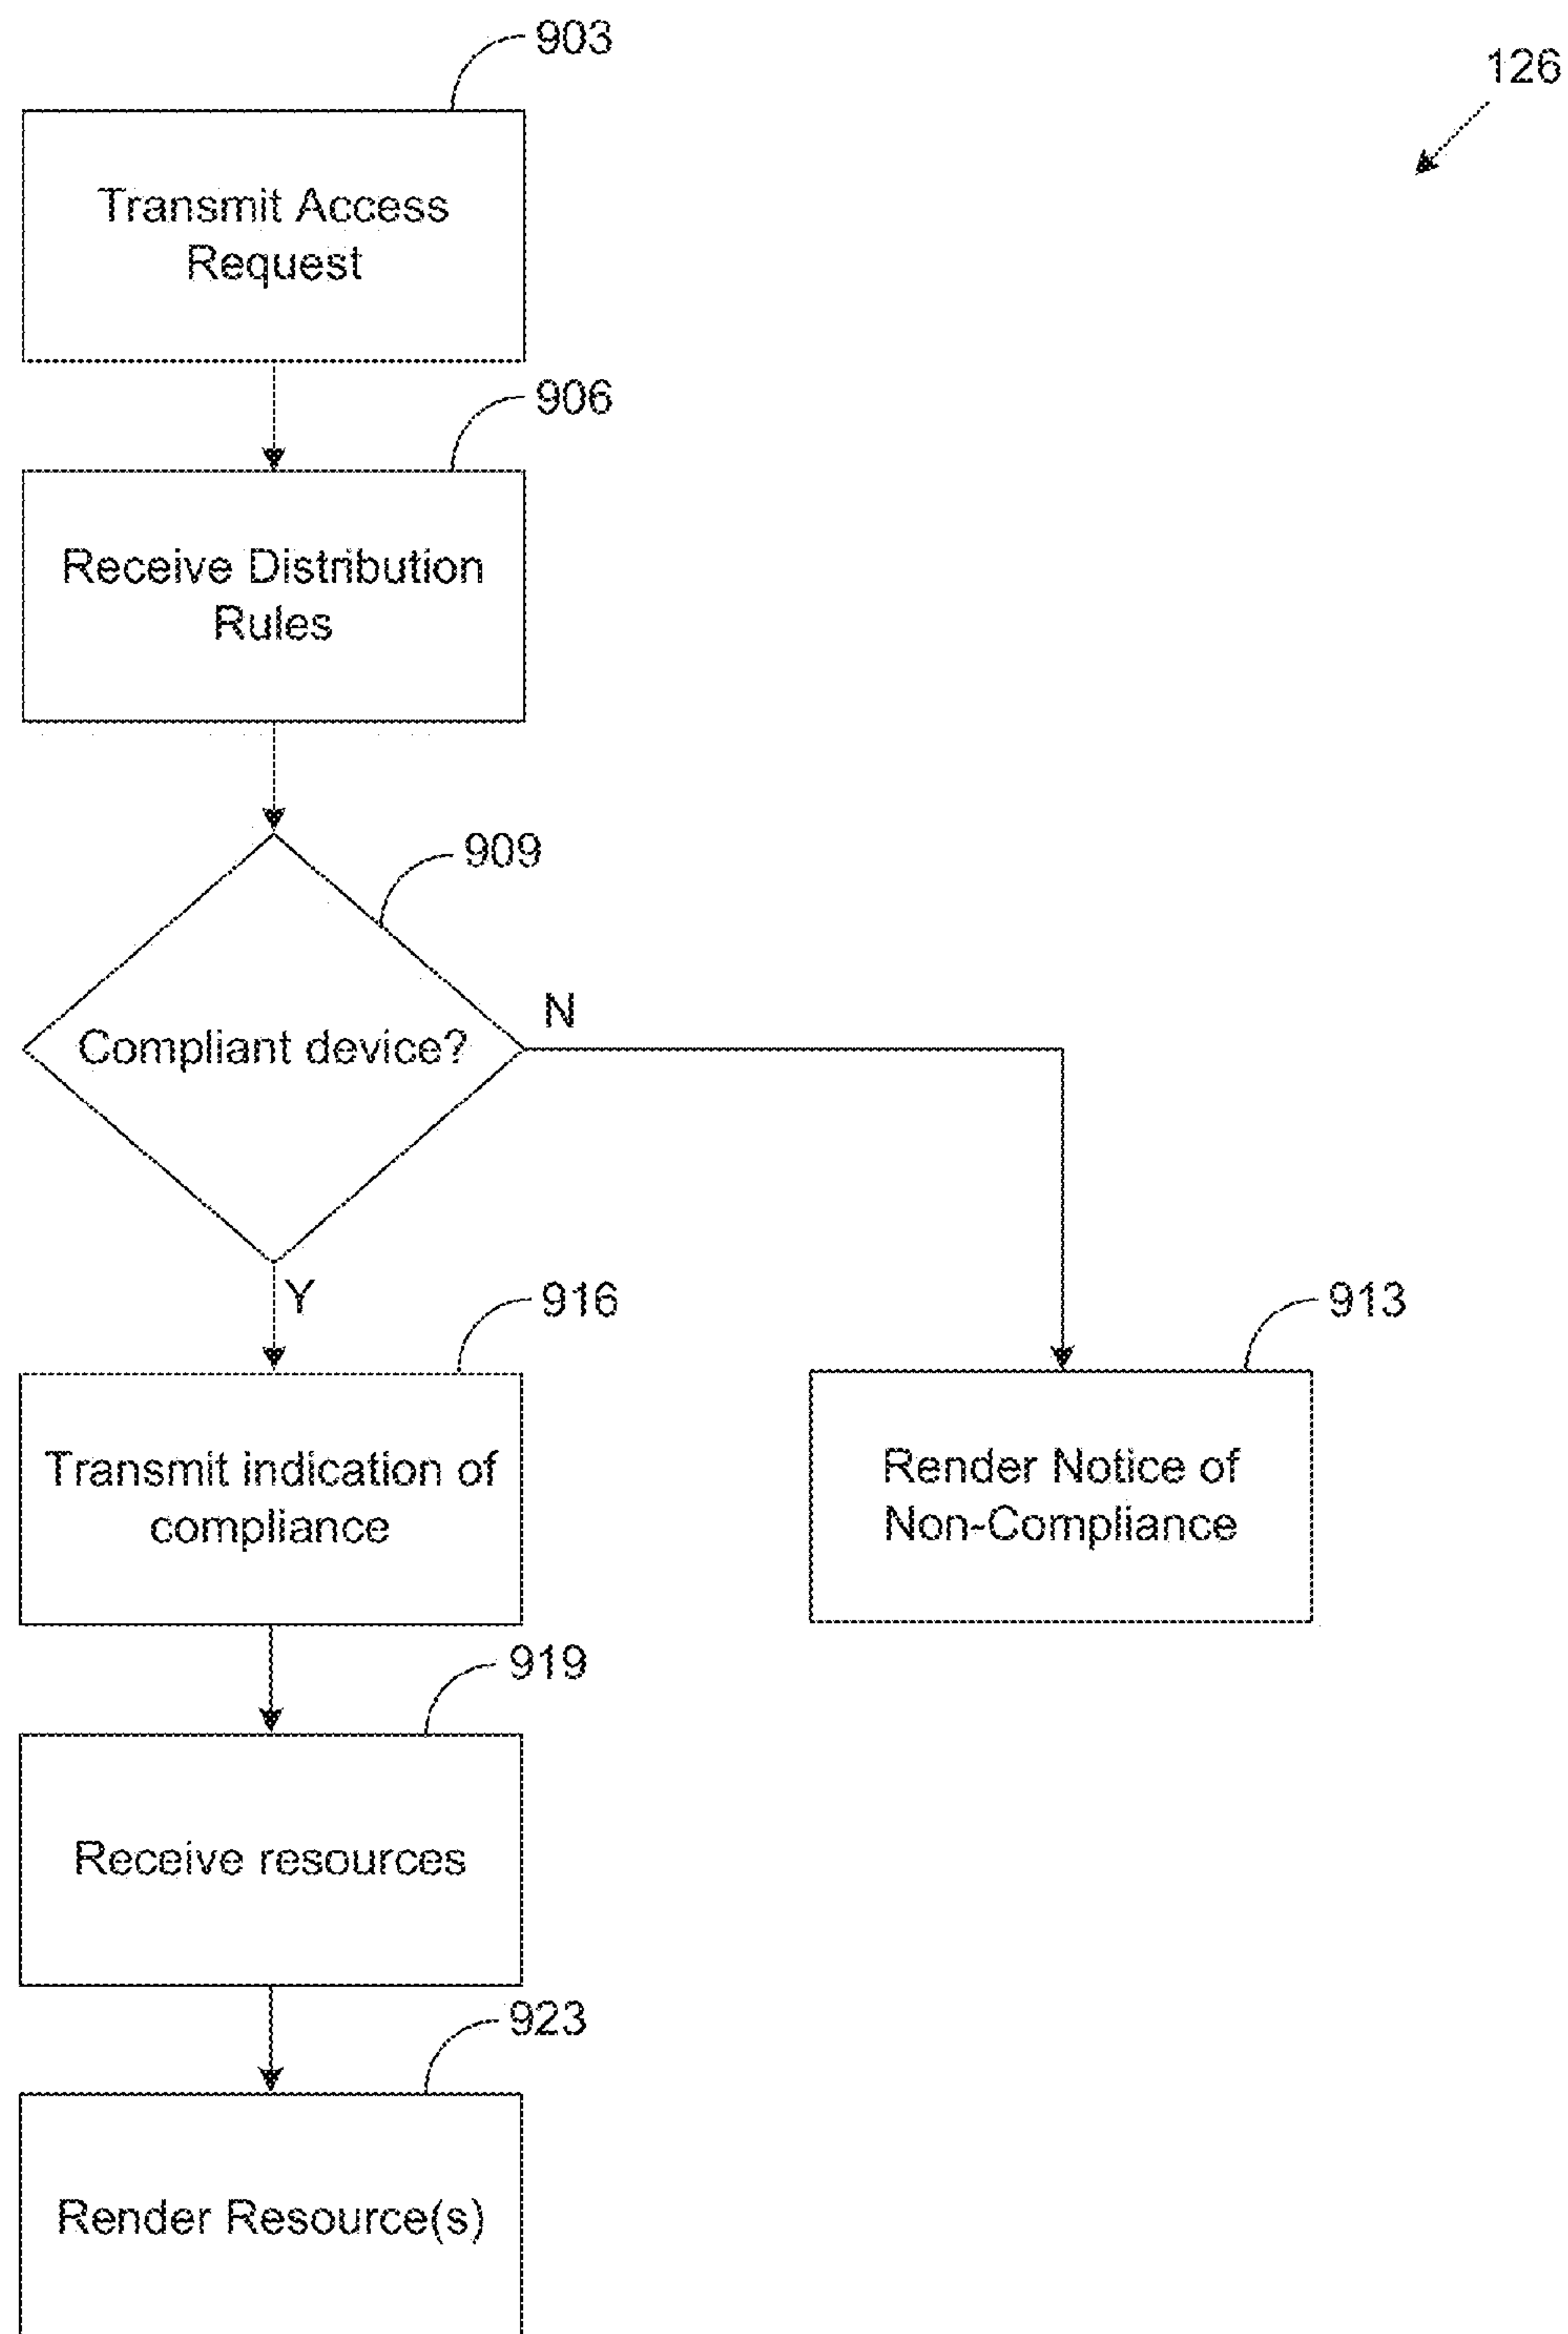 903
126
Transmit Access
Request
906
Receive Distribution
Rules
909
Compliant device?
N
Y
916
913
Transmit indication of
compliance
Render Notice of
Non-Compliance
919
Receive resources
923
Render Resource(s)